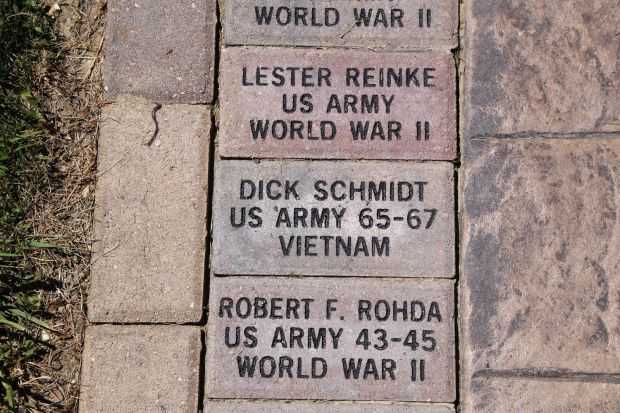 WORLD WAR II
LESTER REINKE
US ARMY
WORLD WAR II
DICK SCHMIDT
US ARMY 65-67
VIETNAM
ROBERT F. ROHDA
US ARMY 43-45
WORLD WAR II